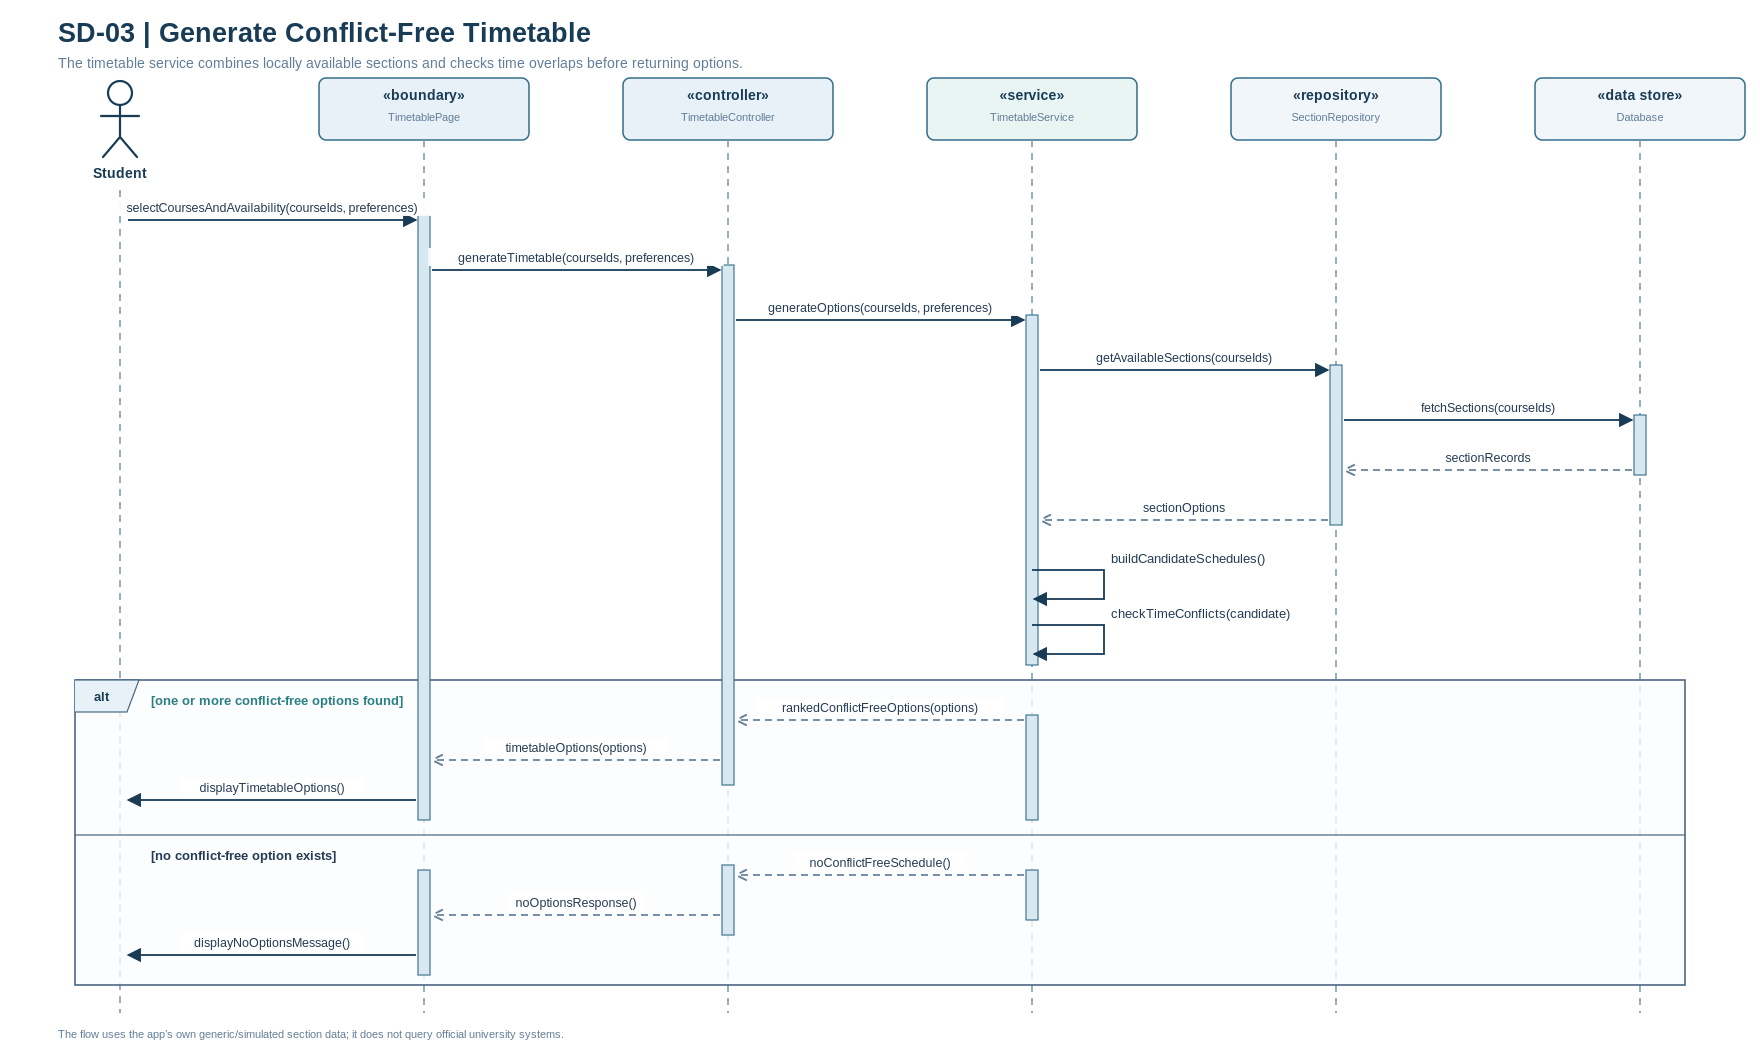 SD-03 | Generate Conflict-Free Timetable
The timetable service combines locally available sections and checks time overlaps before returning options.
«boundary»
TimetablePage
«controller»
TimetableController
«service»
TimetableService
«repository»
SectionRepository
«data store»
Database
Student
selectCoursesAndAvailability(courseIds, preferences)
generateTimetable(courseIds, preferences)
generateOptions(courseIds, preferences)
getAvailableSections(courseIds)
fetchSections(courseIds)
sectionRecords
sectionOptions
buildCandidateSchedules()
checkTimeConflicts(candidate)
alt
[one or more conflict-free options found]
rankedConflictFreeOptions(options)
timetableOptions(options)
displayTimetableOptions()
[no conflict-free option exists]
noConflictFreeSchedule()
noOptionsResponse()
displayNoOptionsMessage()
The flow uses the app's own generic/simulated section data; it does not query official university systems.